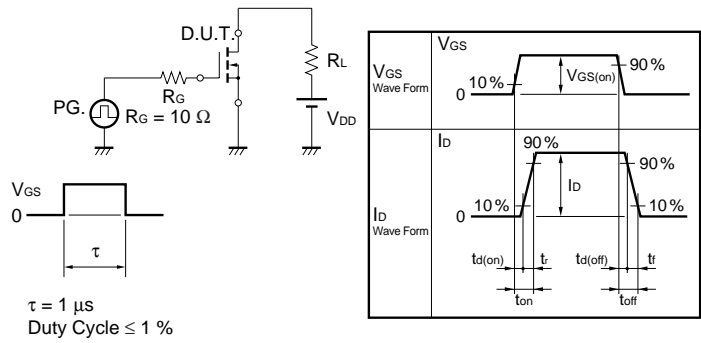 D.U.T.
RL
RG
PG.
RG = 10 Ω
VDD
VGS
0
τ
τ = 1 μs
Duty Cycle ≤ 1 %
VGS
Wave Form
VGS
10 %
0
VGS(on)
90 %
ID
Wave Form
ID
90 %
90 %
10 %
ID
10 %
0
td(on)
tr
td(off)
tf
ton
toff